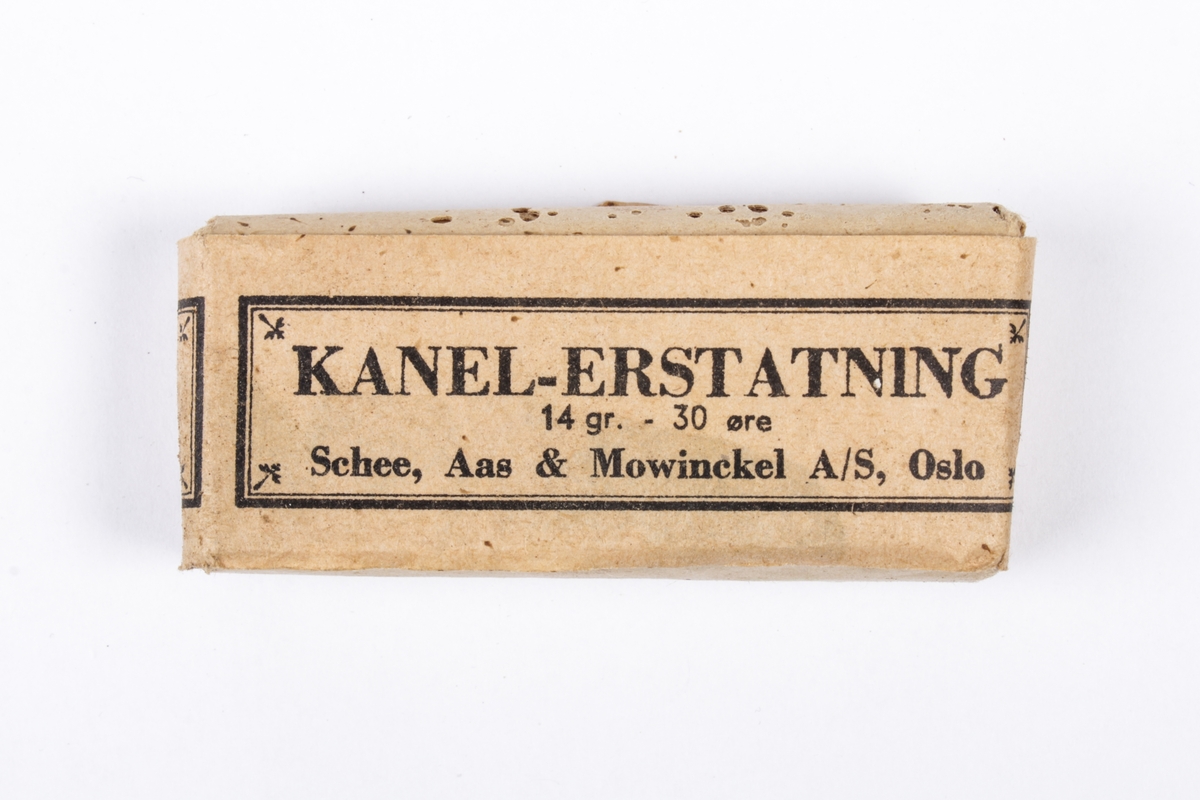 KANEL-ERSTATNING
14 gr. - 30 øre
Schee, Aas & Mowinckel A/S, Oslo